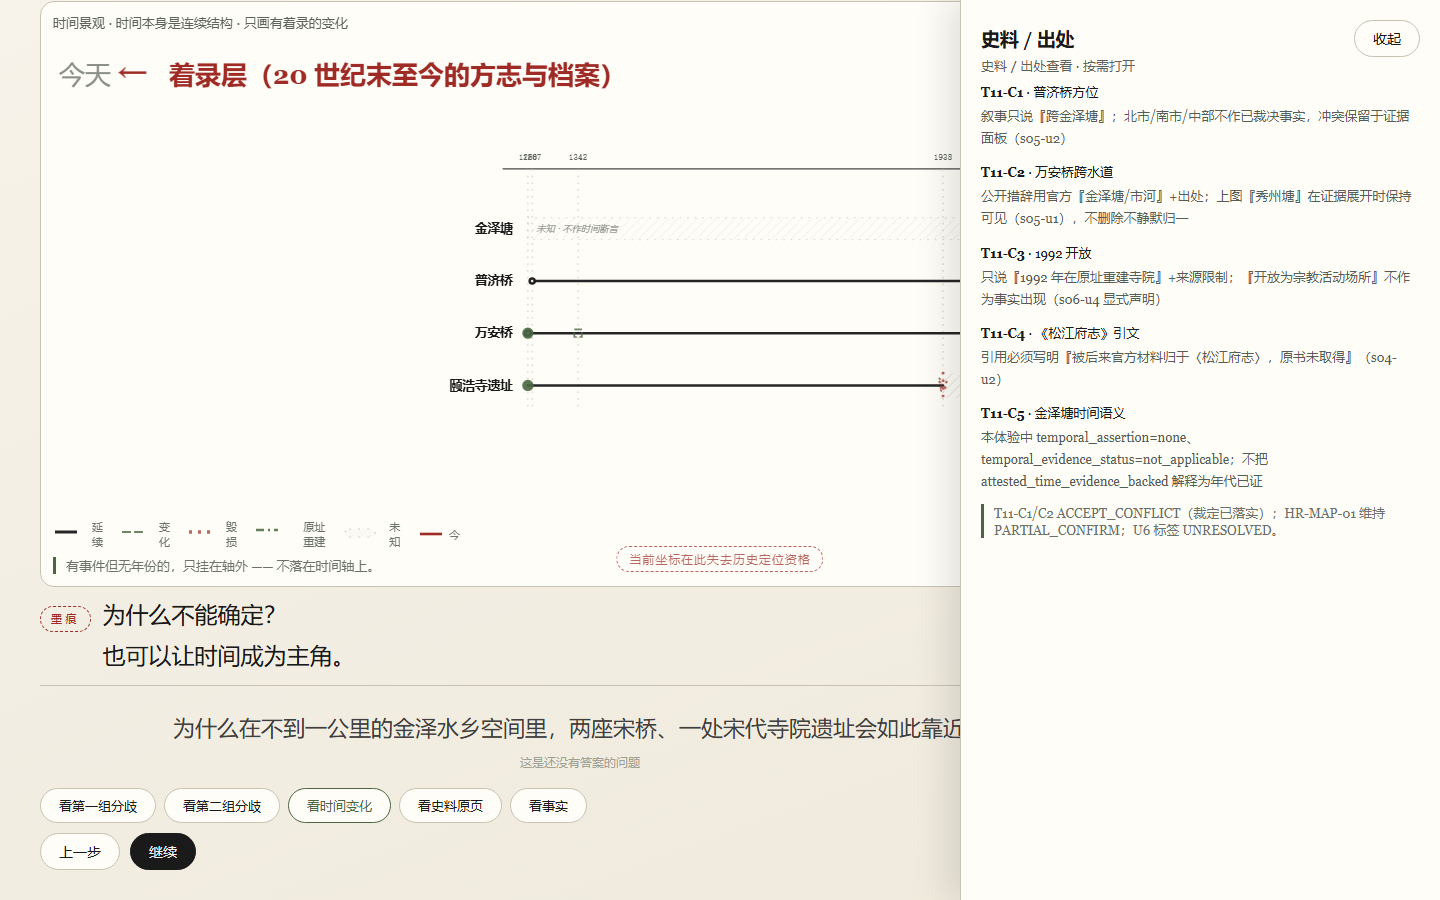 时间景观 · 时间本身是连续结构 · 只画有着录的变化
今天 ← 着录层（20 世纪末至今的方志与档案）
1342
1938
金泽塘
未知 · 不作时间断言
普济桥
万安桥
颐浩寺遗址
延续
变化
毁损
原址重建
未知
今
有事件但无年份的，只挂在轴外 —— 不落在时间轴上。
当前坐标在此失去历史定位资格
墨痕
为什么不能确定？
也可以让时间成为主角。
为什么在不到一公里的金泽水乡空间里，两座宋桥、一处宋代寺院遗址会如此靠近
这是还没有答案的问题
看第一组分歧
看第二组分歧
看时间变化
看史料原页
看事实
上一步
继续
史料 / 出处
收起
史料 / 出处查看 · 按需打开
T11-C1 · 普济桥方位
叙事只说『跨金泽塘』；北市/南市/中部不作已裁决事实，冲突保留于证据
面板（s05-u2）
T11-C2 · 万安桥跨水道
公开措辞用官方『金泽塘/市河』+出处；上图『秀州塘』在证据展开时保持
可见（s05-u1），不删除不静默归一
T11-C3 · 1992 开放
只说『1992 年在原址重建寺院』+来源限制；『开放为宗教活动场所』不作
为事实出现（s06-u4 显式声明）
T11-C4 · 《松江府志》引文
引用必须写明『被后来官方材料归于〈松江府志〉，原书未取得』（s04-
u2）
T11-C5 · 金泽塘时间语义
本体验中 temporal_assertion=none、
temporal_evidence_status=not_applicable；不把
attested_time_evidence_backed 解释为年代已证
T11-C1/C2 ACCEPT_CONFLICT（裁定已落实）；HR-MAP-01 维持
PARTIAL_CONFIRM；U6 标签 UNRESOLVED。